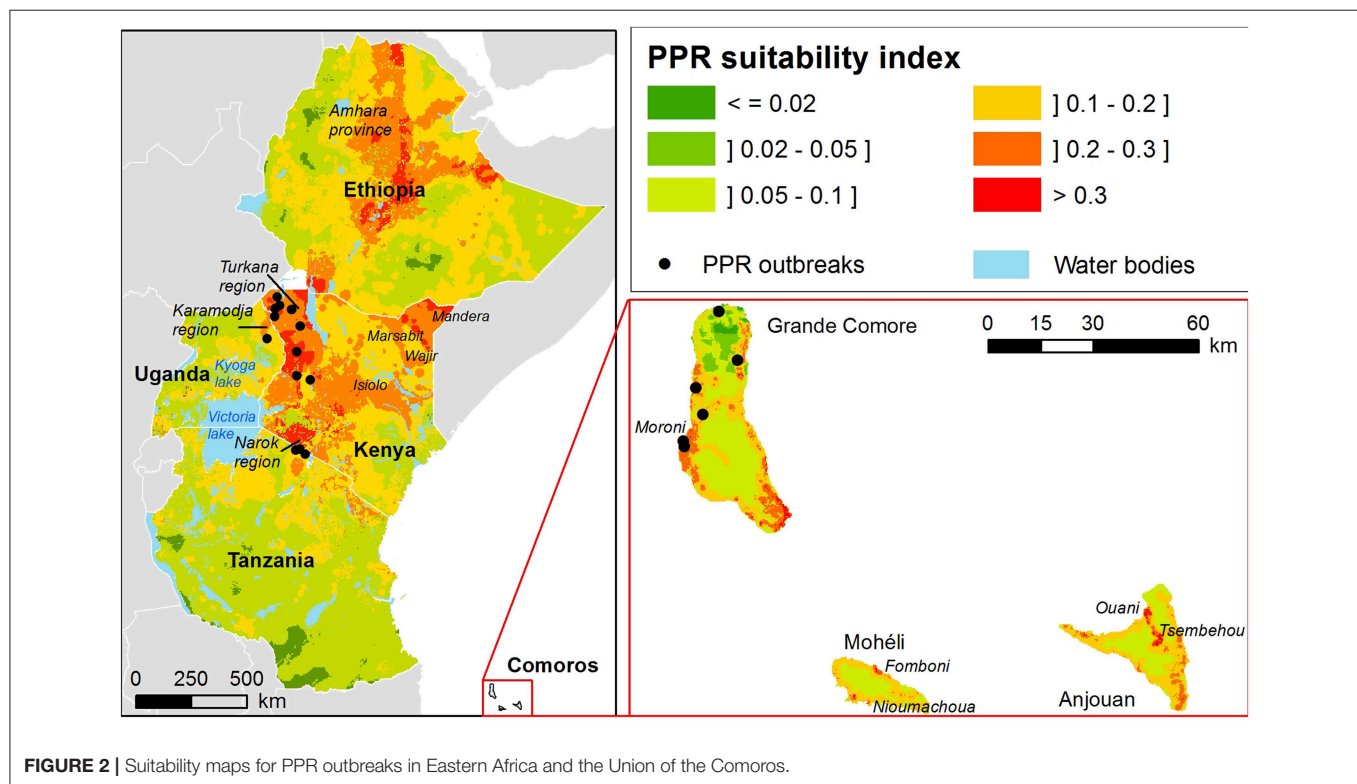 Amhara
province
Ethiopia
Turkana
region
Karamodja
region
Mandera
Marsabit
Wajir
Uganda
Kyoga
lake
Isiolo
Victoria
lake
Narok
region
Kenya
Tanzania
0 250 500
km
Comoros
PPR suitability index
< = 0.02
] 0.02 - 0.05 ]
] 0.05 - 0.1 ]
] 0.1 - 0.2 ]
] 0.2 - 0.3 ]
> 0.3
PPR outbreaks
Water bodies
Grande Comore
0 15 30 60
km
Moroni
Ouani
Tsembehou
Mohéli
Fomboni
Nioumachoua
Anjouan
FIGURE 2 | Suitability maps for PPR outbreaks in Eastern Africa and the Union of the Comoros.